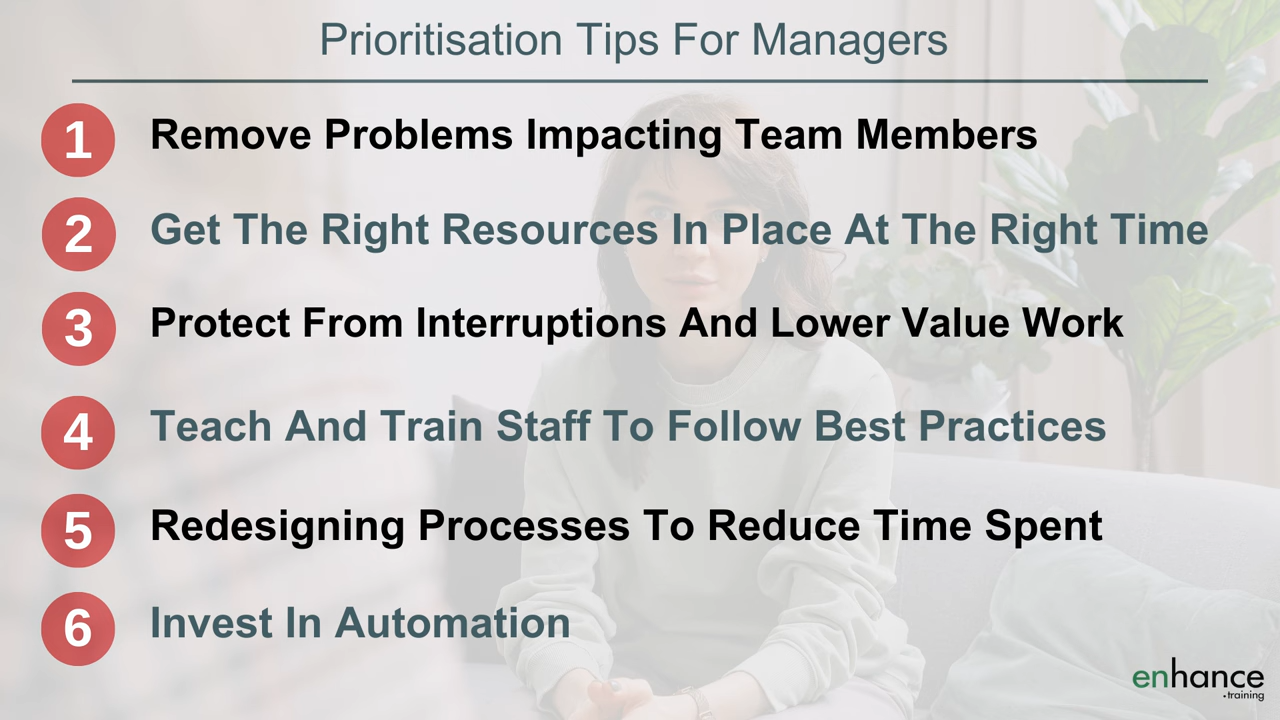 Prioritisation Tips For Managers
1 Remove Problems Impacting Team Members
2 Get The Right Resources In Place At The Right Time
3 Protect From Interruptions And Lower Value Work
4 Teach And Train Staff To Follow Best Practices
5 Redesigning Processes To Reduce Time Spent
6 Invest In Automation
enhance
.training